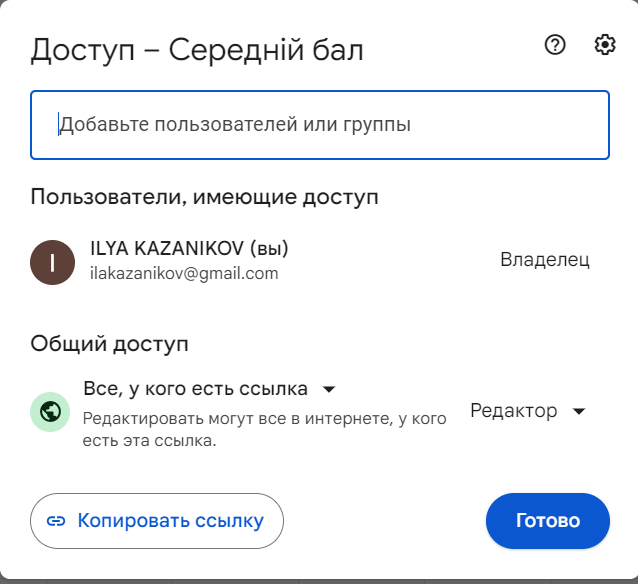 Доступ – Середній бал
Добавьте пользователей или группы
Пользователи, имеющие доступ
I
ILYA KAZANIKOV (вы)
ilakazanikov@gmail.com
Владелец
Общий доступ
Все, у кого есть ссылка
Редактировать могут все в интернете, у кого
есть эта ссылка.
Редактор
Копировать ссылку
Готово